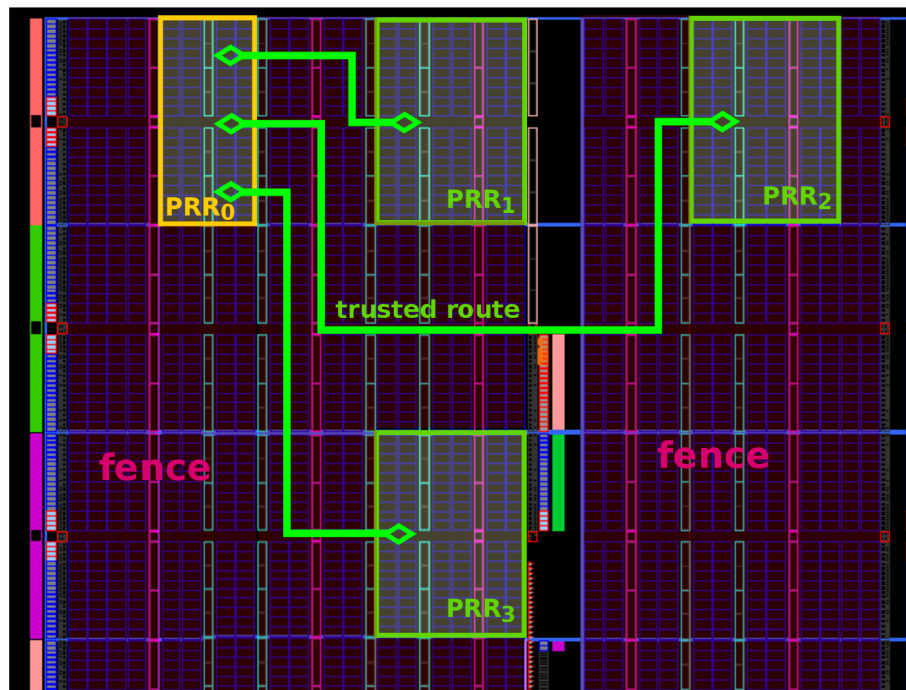 PRR0
PRR1
PRR2
trusted route
fence
fence
PRR3